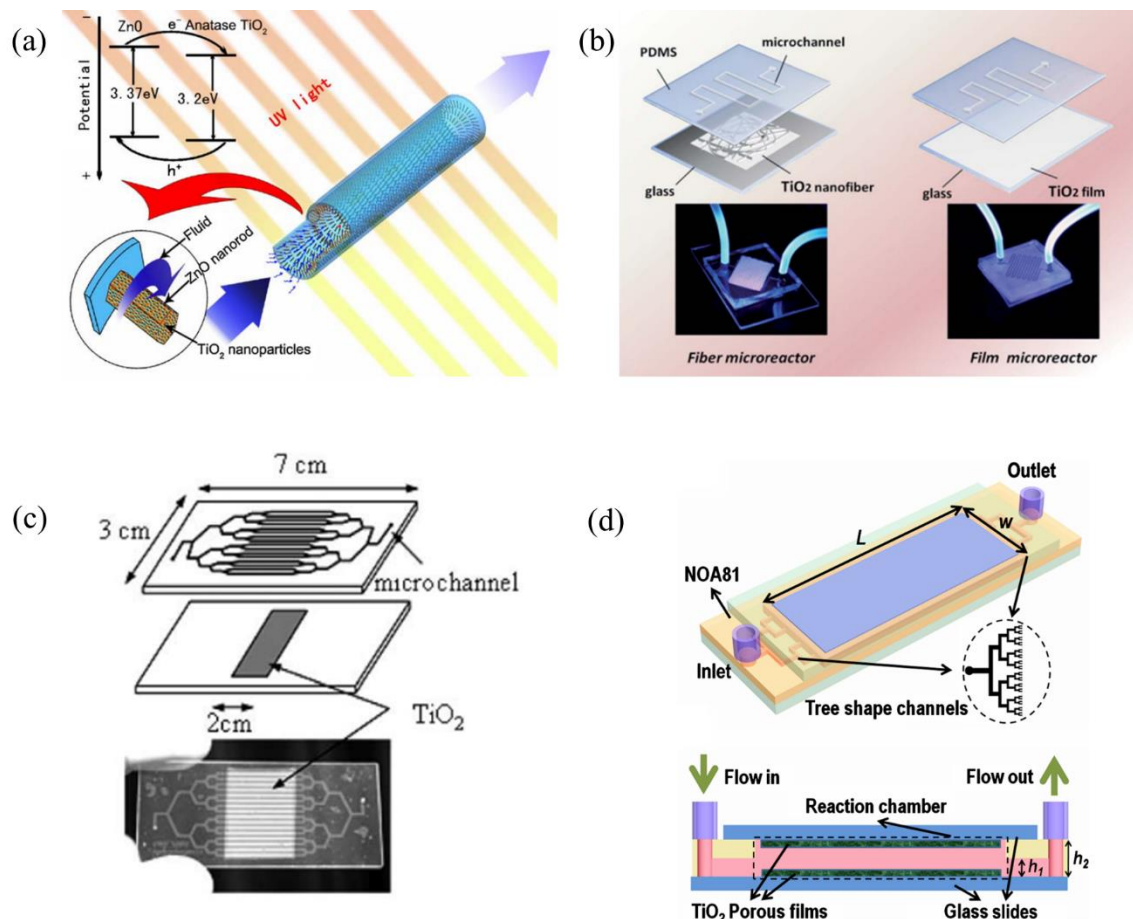 (a)
−
ZnO
e⁻ Anatase TiO₂
Potential
3.37eV
3.2eV
h⁺
+
UV light
Fluid
ZnO nanorod
TiO₂ nanoparticles
(b)
PDMS
microchannel
glass
TiO₂ nanofiber
glass
TiO₂ film
Fiber microreactor
Film microreactor
(c)
7 cm
3 cm
microchannel
TiO₂
2cm
(d)
Outlet
L
w
NOA81
Inlet
Tree shape channels
Flow in
Flow out
Reaction chamber
h₁
h₂
TiO₂ Porous films
Glass slides